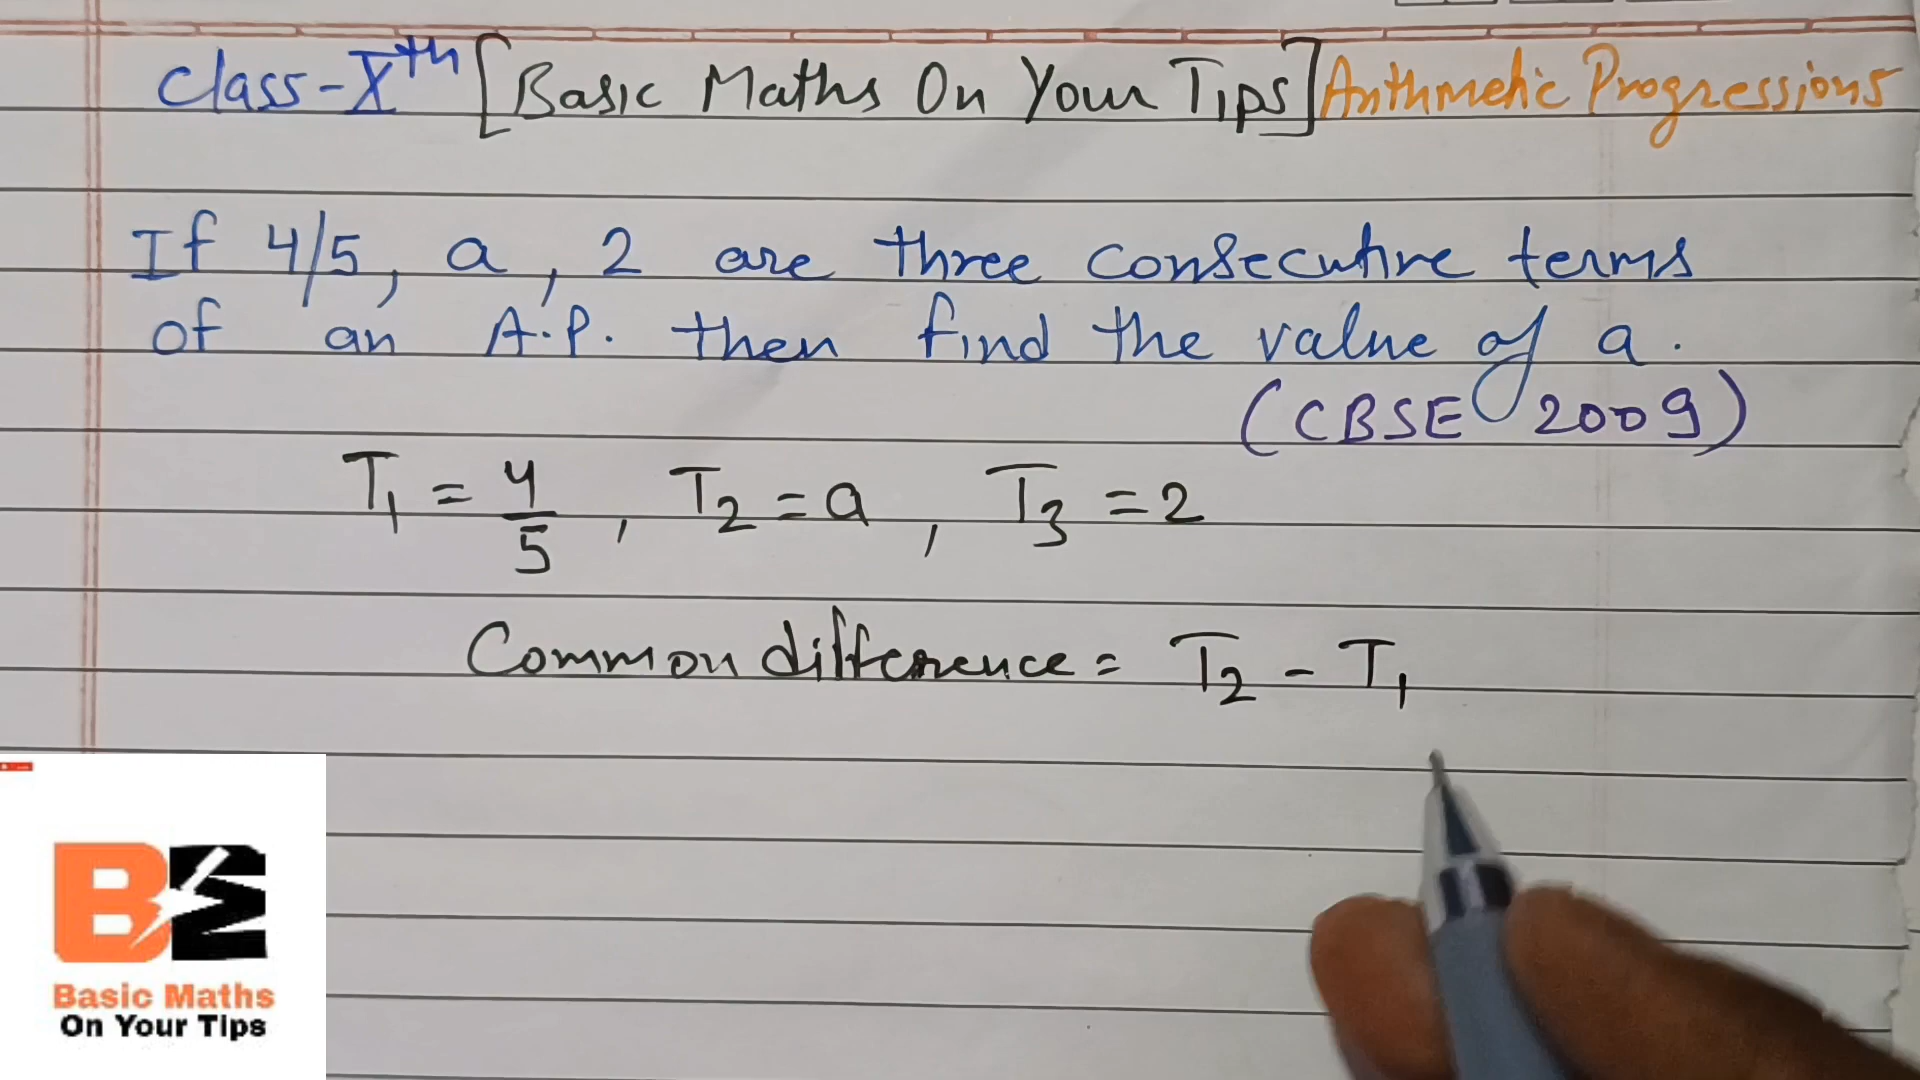 Class-Xth [Basic Maths On Your Tips] Arithmetic Progressions
If 4/5, a, 2 are three consecutive terms
of an A.P. then find the value of a.
(CBSE 2009)
T₁ = 4/5, T₂ = a, T₃ = 2
Common difference = T₂ - T₁
BE
Basic Maths
On Your Tips